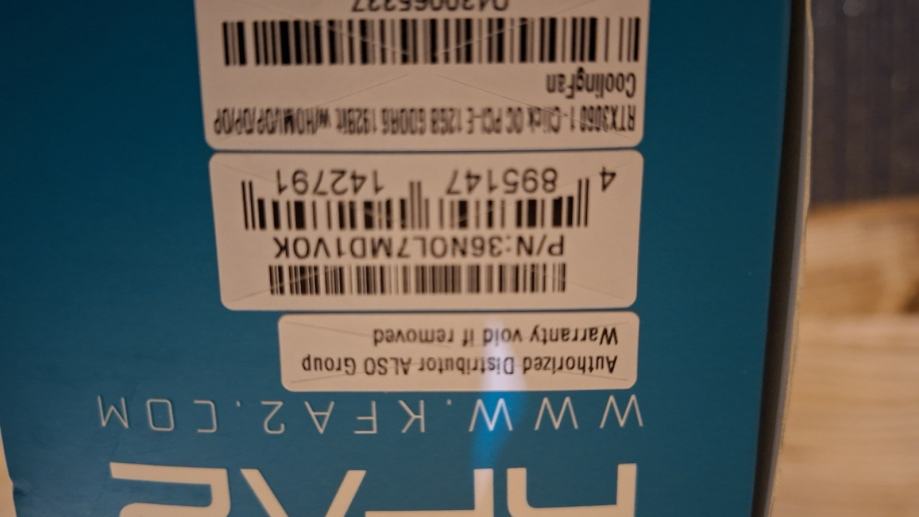 WWW.KFA2.COM
Authorized Distributor ALSO Group
Warranty void if removed
P/N:36NOL7MD1VOK
4 895147 142791
RTX3060 1-Click OC PCI-E 12GB GDDR6 192Bit W/HDMI/DP/DP/DP
CoolingFan